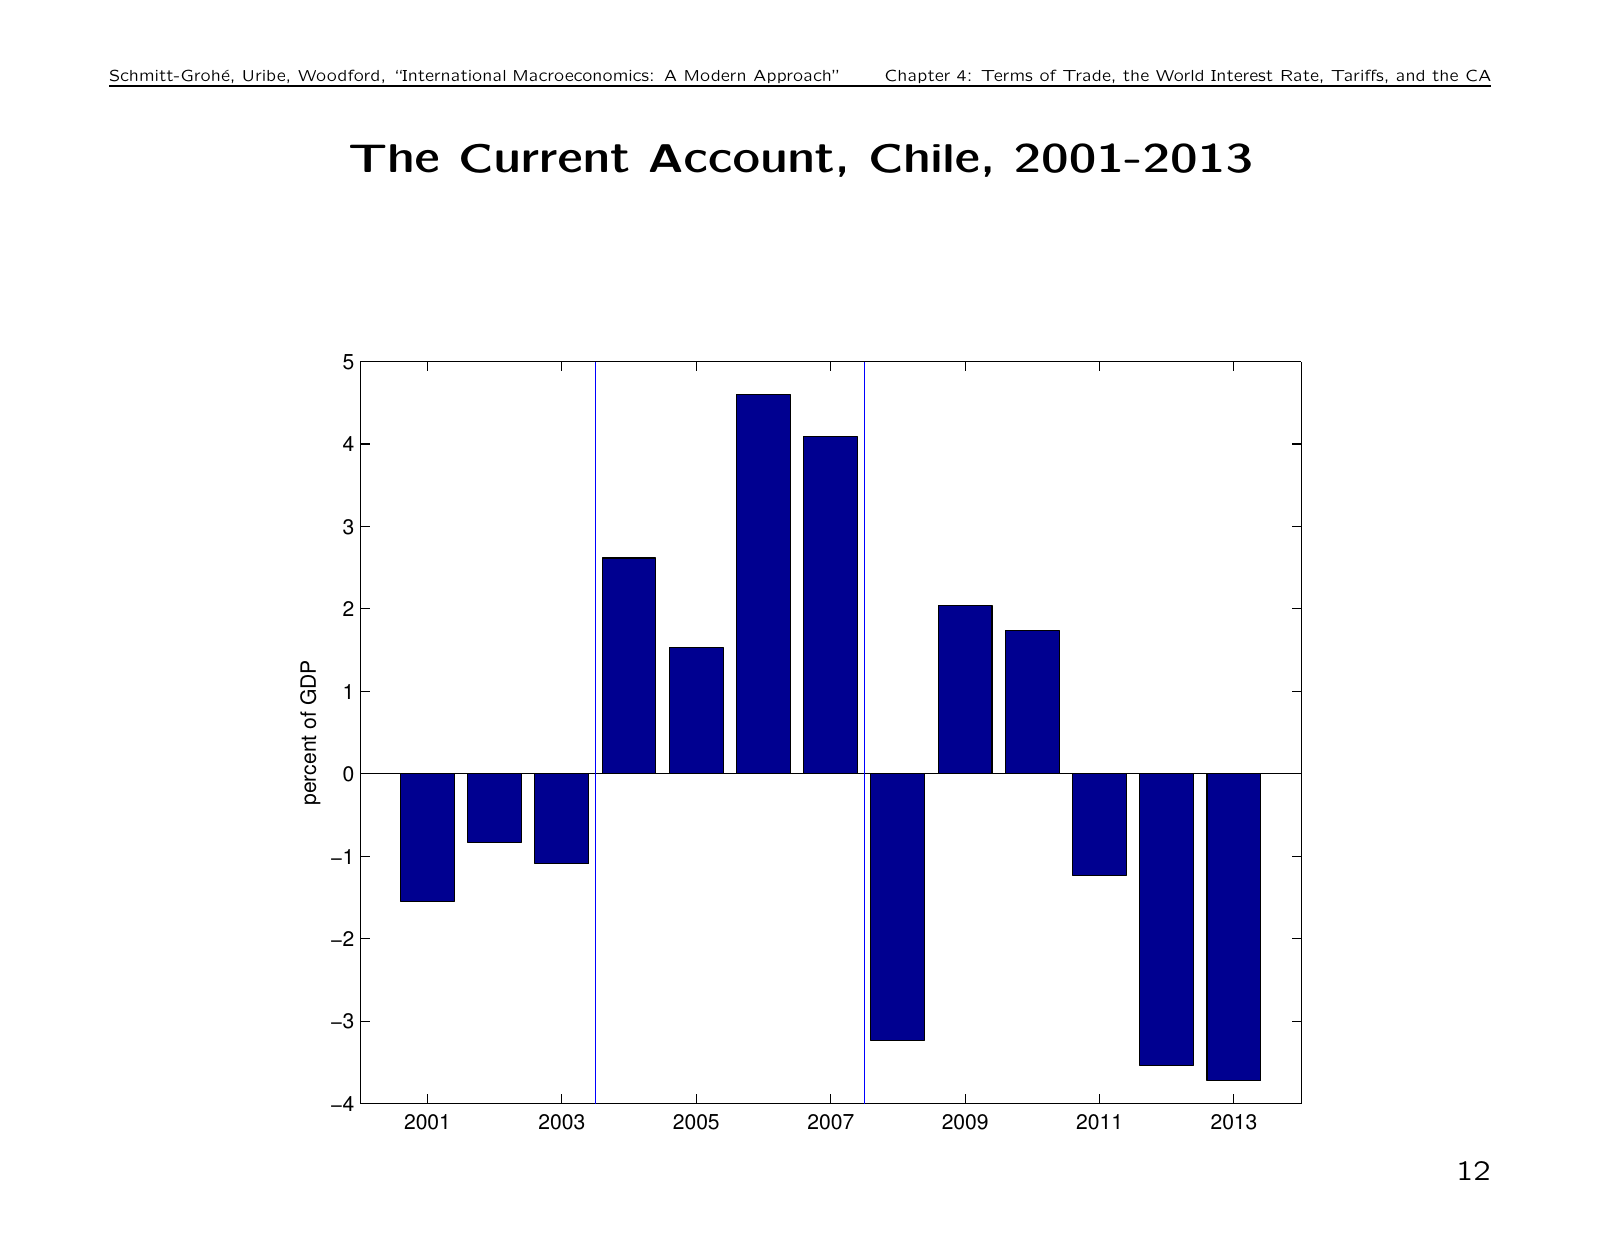 Schmitt-Grohé, Uribe, Woodford, “International Macroeconomics: A Modern Approach” Chapter 4: Terms of Trade, the World Interest Rate, Tariffs, and the CA
The Current Account, Chile, 2001-2013
5
4
3
2
1
0
−1
−2
−3
−4
percent of GDP
2001 2003 2005 2007 2009 2011 2013
12